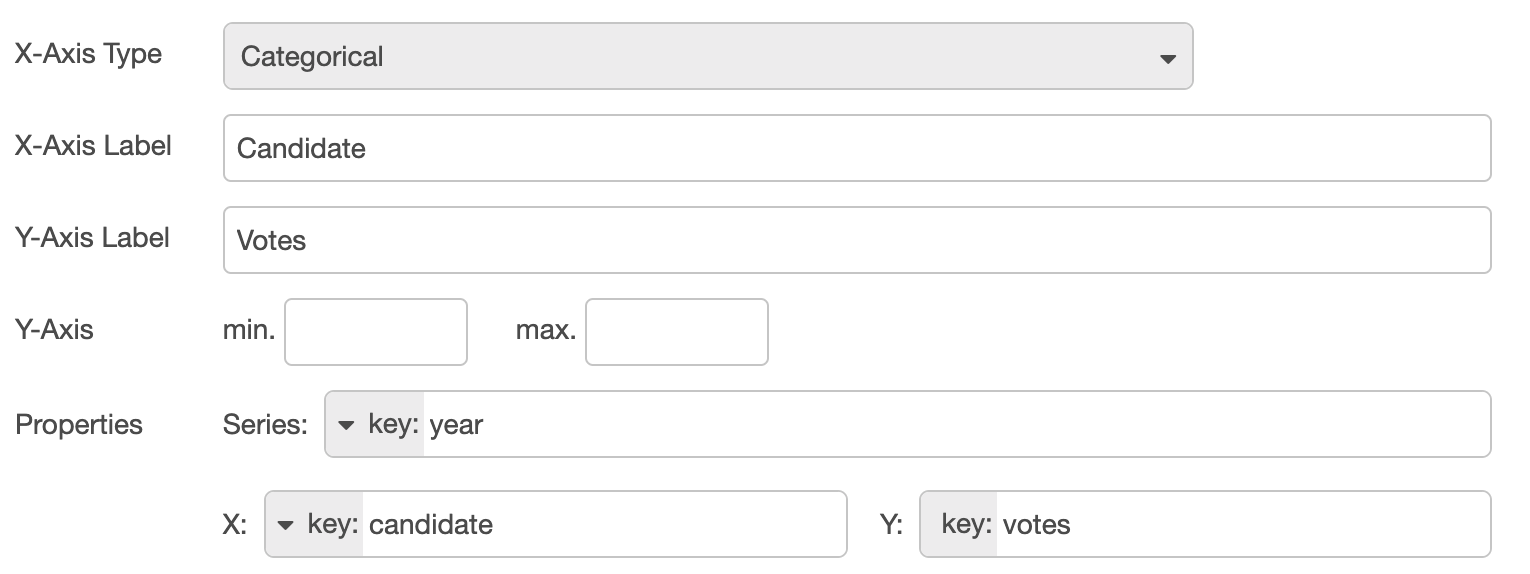 X-Axis Type Categorical
X-Axis Label Candidate
Y-Axis Label Votes
Y-Axis min. max.
Properties Series: key: year
X: key: candidate Y: key: votes